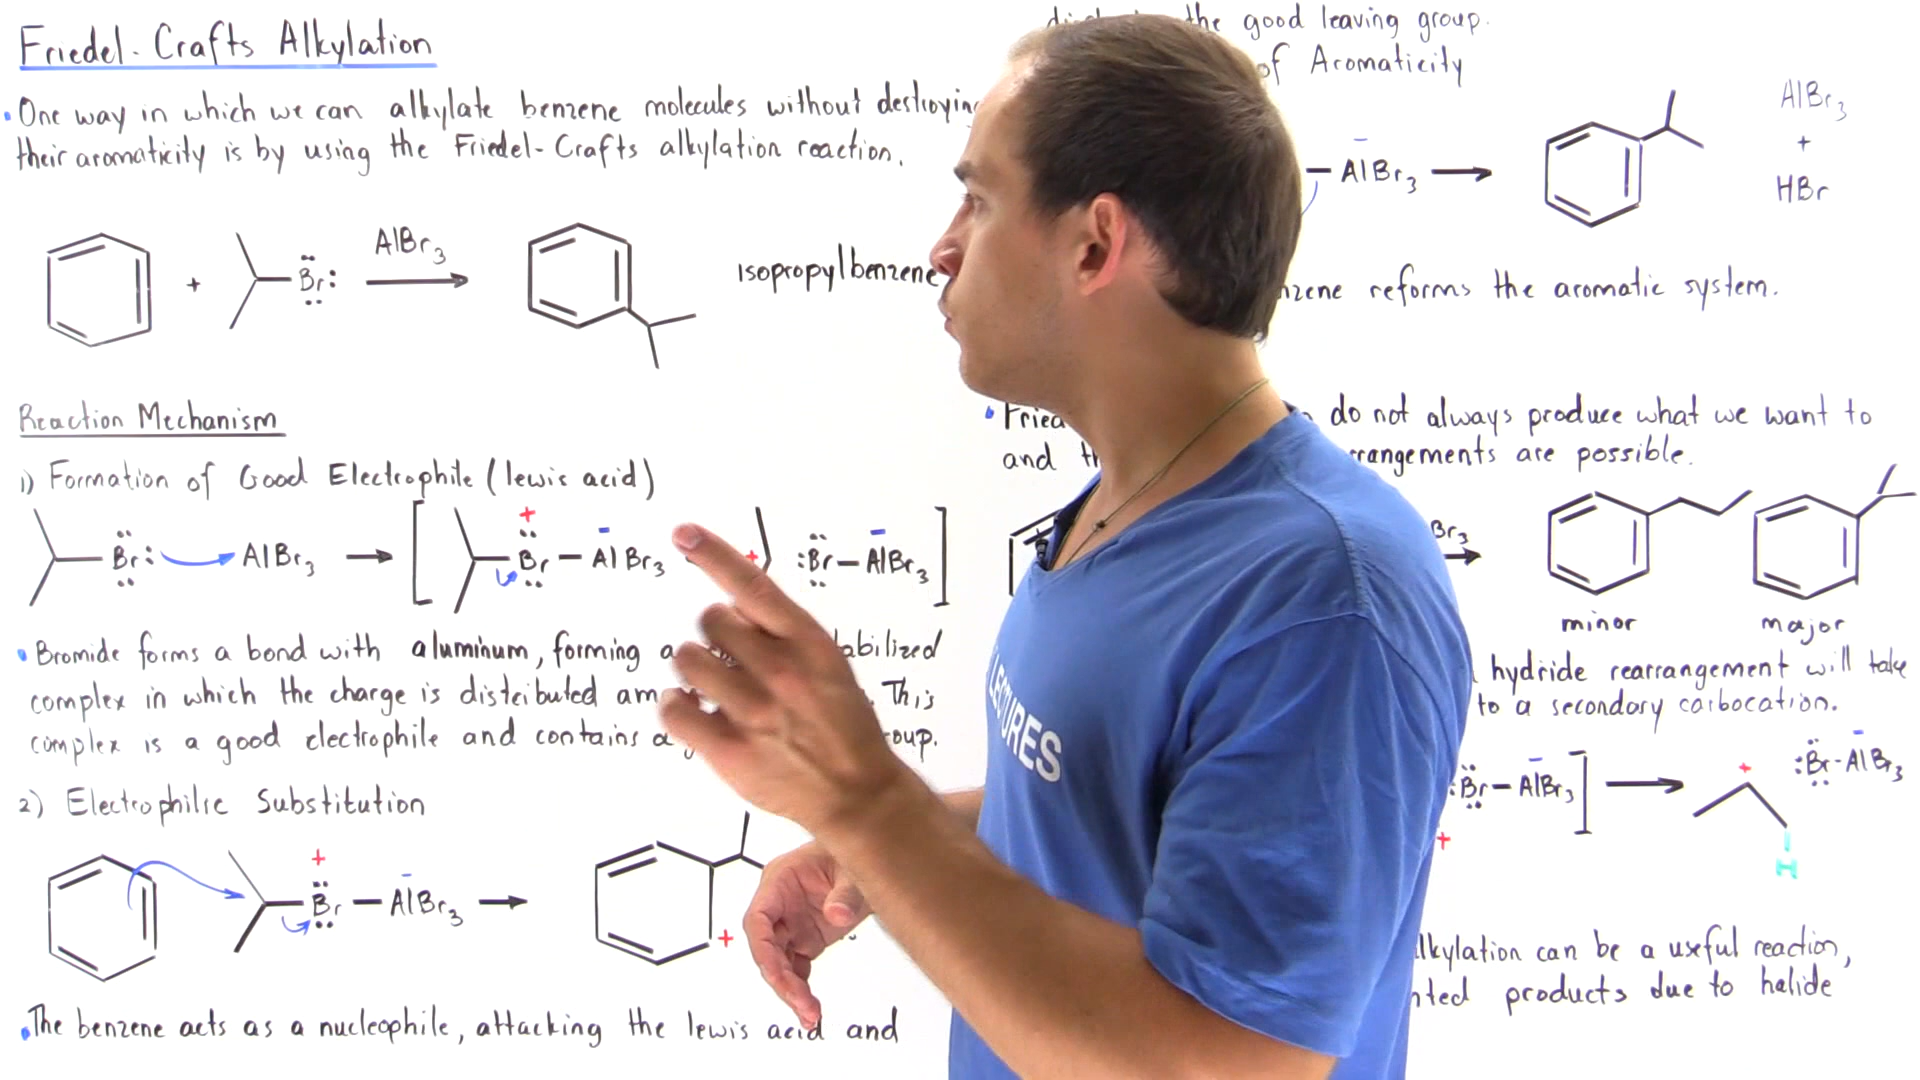 Friedel-Crafts Alkylation
One way in which we can alkylate benzene molecules without destroying
their aromaticity is by using the Friedel-Crafts alkylation reaction.
+ Br AlBr3 isopropylbenzene
Reaction Mechanism
1) Formation of Good Electrophile (lewis acid)
Br: AlBr3 [ + Br — AlBr3 - + :Br — AlBr3 - ]
Bromide forms a bond with aluminum, forming a
complex in which the charge is distributed This
complex is a good electrophile and contains a
2) Electrophilic Substitution
+ Br — AlBr3 - +
The benzene acts as a nucleophile, attacking the lewis acid and
the good leaving group.
of Aromaticity
— AlBr3 - AlBr3 + HBr
reforms the aromatic system.
do not always produce what we want to
and are possible.
Br3
minor major
hydride rearrangement will take
to a secondary carbocation.
:Br — AlBr3 - ] + :Br - AlBr3 -
+ H
can be a useful reaction,
products due to halide
LECTURES